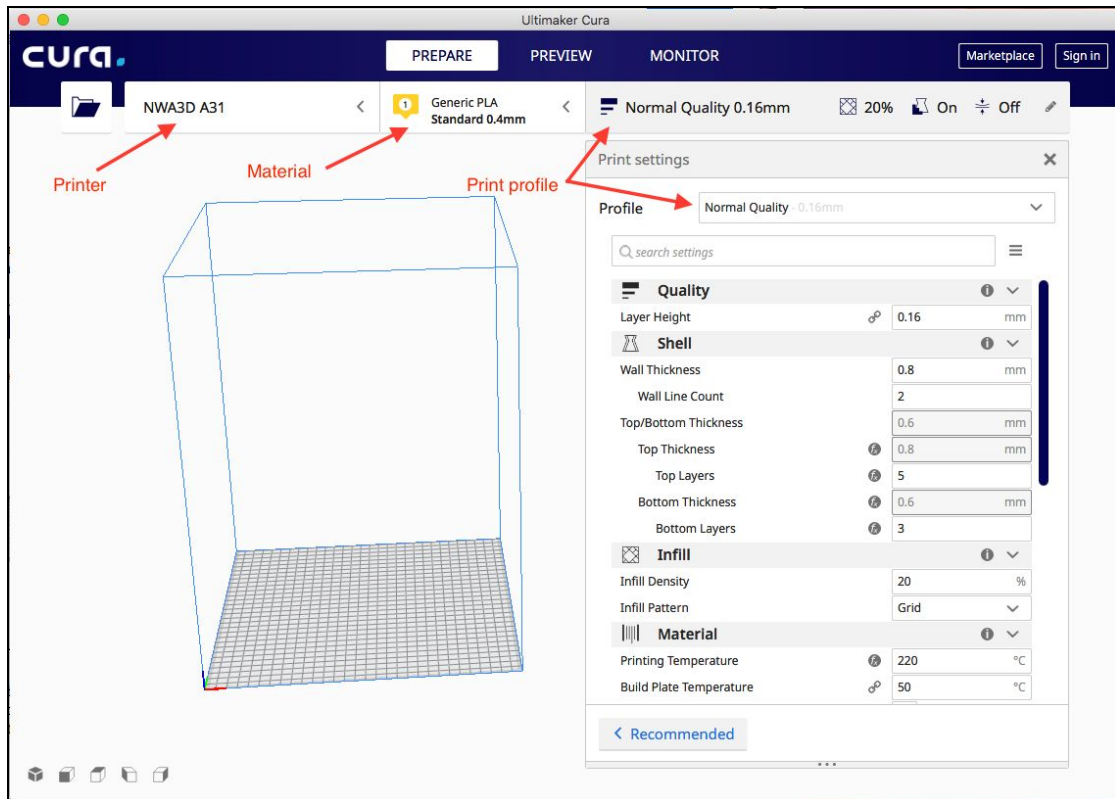 Ultimaker Cura
cura.
PREPARE PREVIEW MONITOR Marketplace Sign in
NWA3D A31
1 Generic PLA
Standard 0.4mm
Normal Quality 0.16mm 20% On Off
Printer
Material
Print profile
Print settings
Profile Normal Quality - 0.16mm
search settings
Quality
Layer Height 0.16 mm
Shell
Wall Thickness 0.8 mm
Wall Line Count 2
Top/Bottom Thickness 0.6 mm
Top Thickness 0.8 mm
Top Layers 5
Bottom Thickness 0.6 mm
Bottom Layers 3
Infill
Infill Density 20 %
Infill Pattern Grid
Material
Printing Temperature 220 °C
Build Plate Temperature 50 °C
Recommended